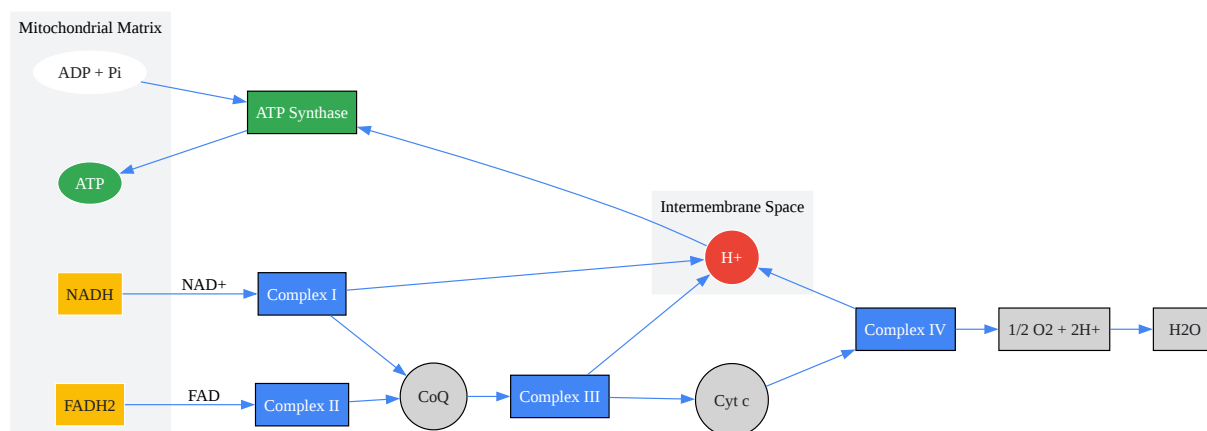 Mitochondrial Matrix
ADP + Pi
ATP Synthase
ATP
Intermembrane Space
H+
NADH
NAD+
Complex I
Complex IV
1/2 O2 + 2H+
H2O
FADH2
FAD
Complex II
CoQ
Complex III
Cyt c